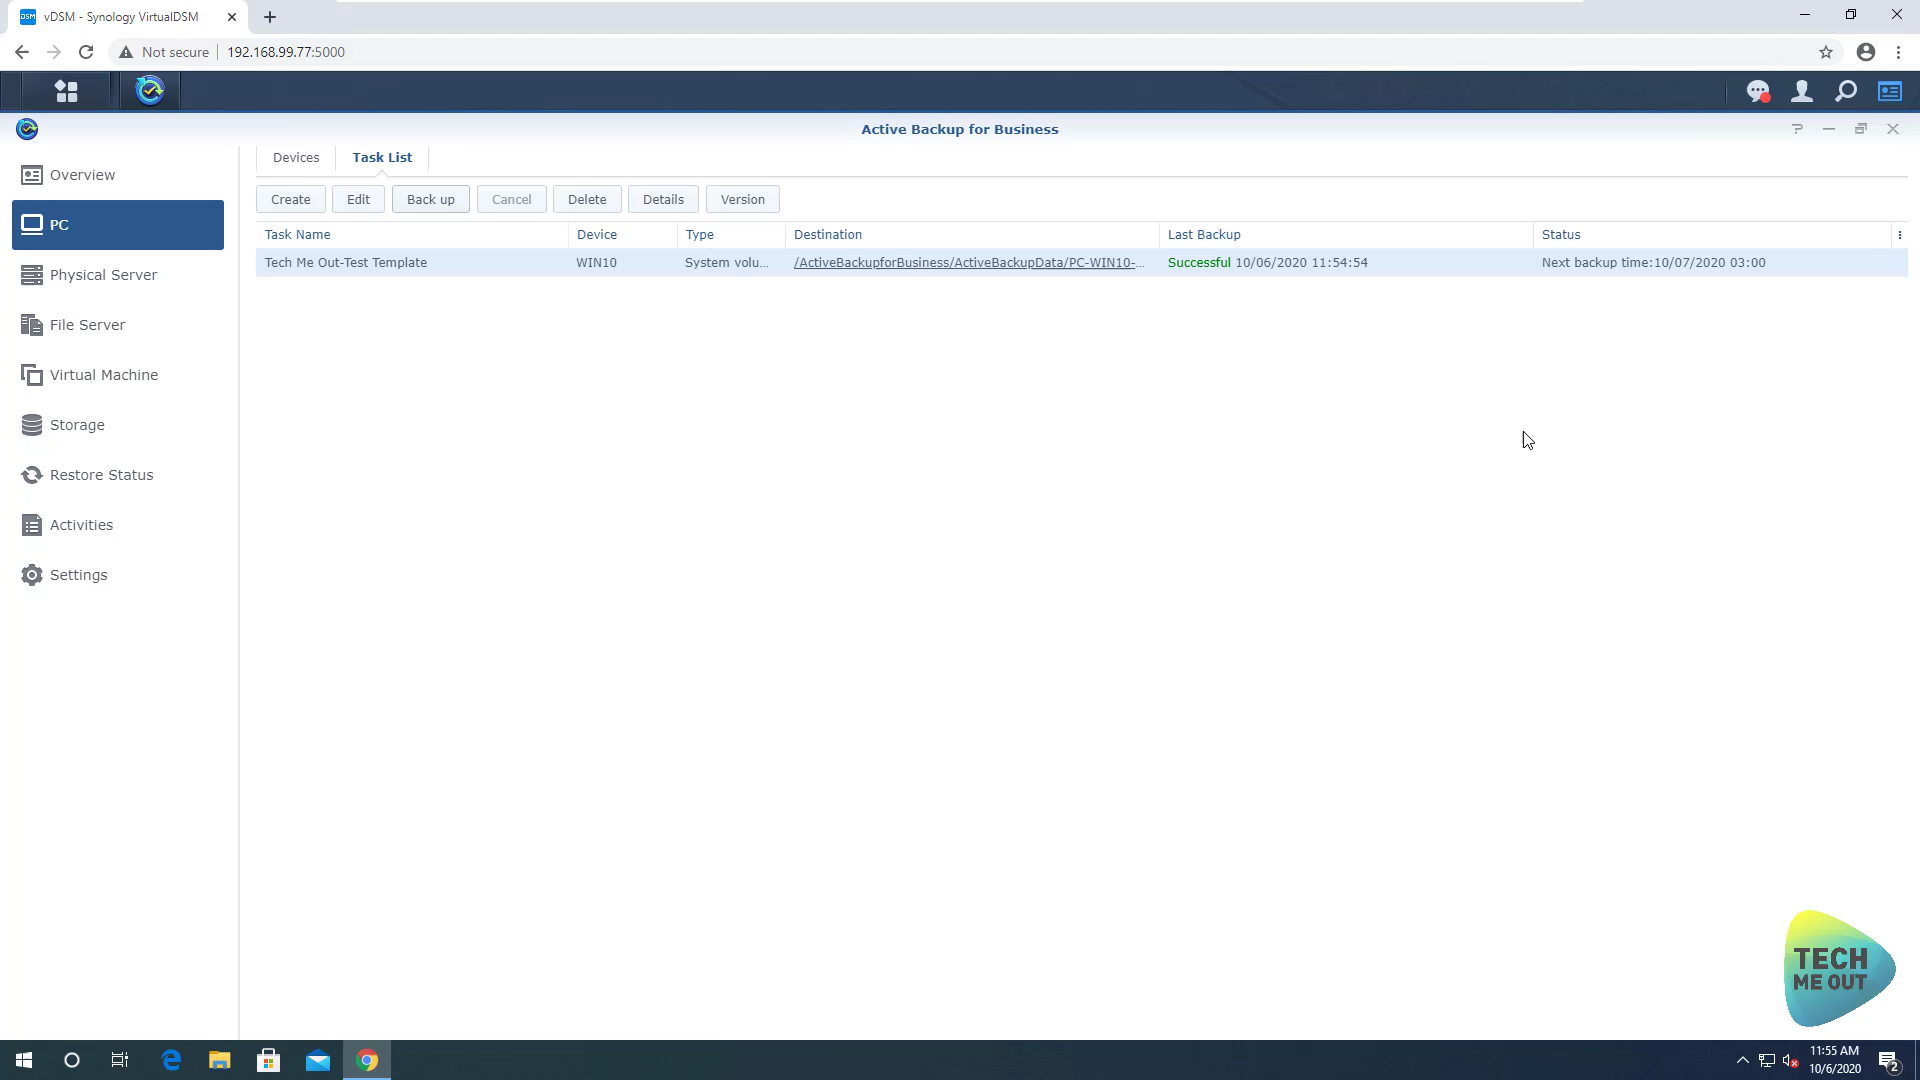 DSM vDSM - Synology VirtualDSM
Not secure 192.168.99.77:5000
Active Backup for Business
Overview
PC
Physical Server
File Server
Virtual Machine
Storage
Restore Status
Activities
Settings
Devices Task List
Create Edit Back up Cancel Delete Details Version
Task Name Device Type Destination Last Backup Status
Tech Me Out-Test Template WIN10 System volu... /ActiveBackupforBusiness/ActiveBackupData/PC-WIN10-... Successful 10/06/2020 11:54:54 Next backup time:10/07/2020 03:00
TECH
ME OUT
11:55 AM
10/6/2020
2